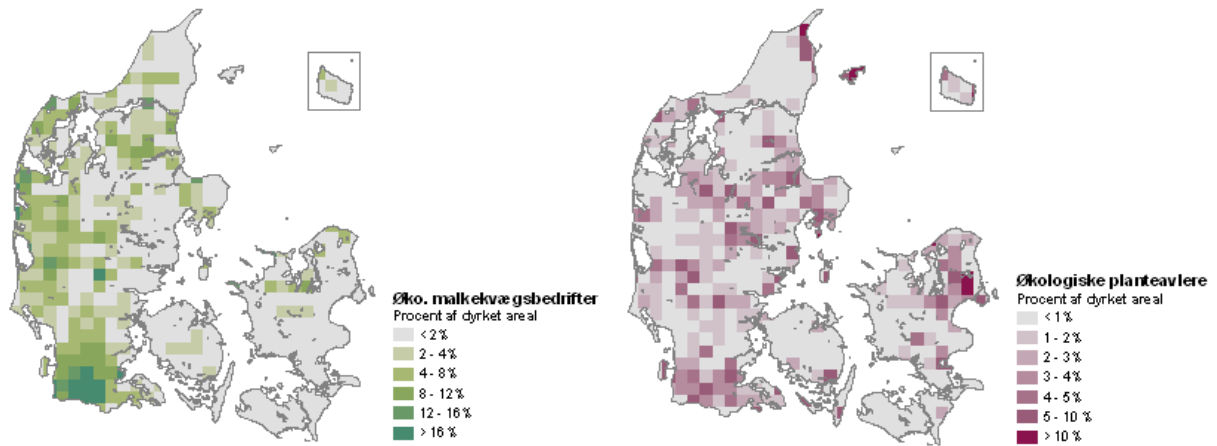 Øko. malkekvægsbedrifter
Procent af dyrket areal
< 2%
2 - 4%
4 - 8%
8 - 12%
12 - 16%
> 16%
Økologiske planteavlere
Procent af dyrket areal
< 1%
1 - 2%
2 - 3%
3 - 4%
4 - 5%
5 - 10 %
> 10%